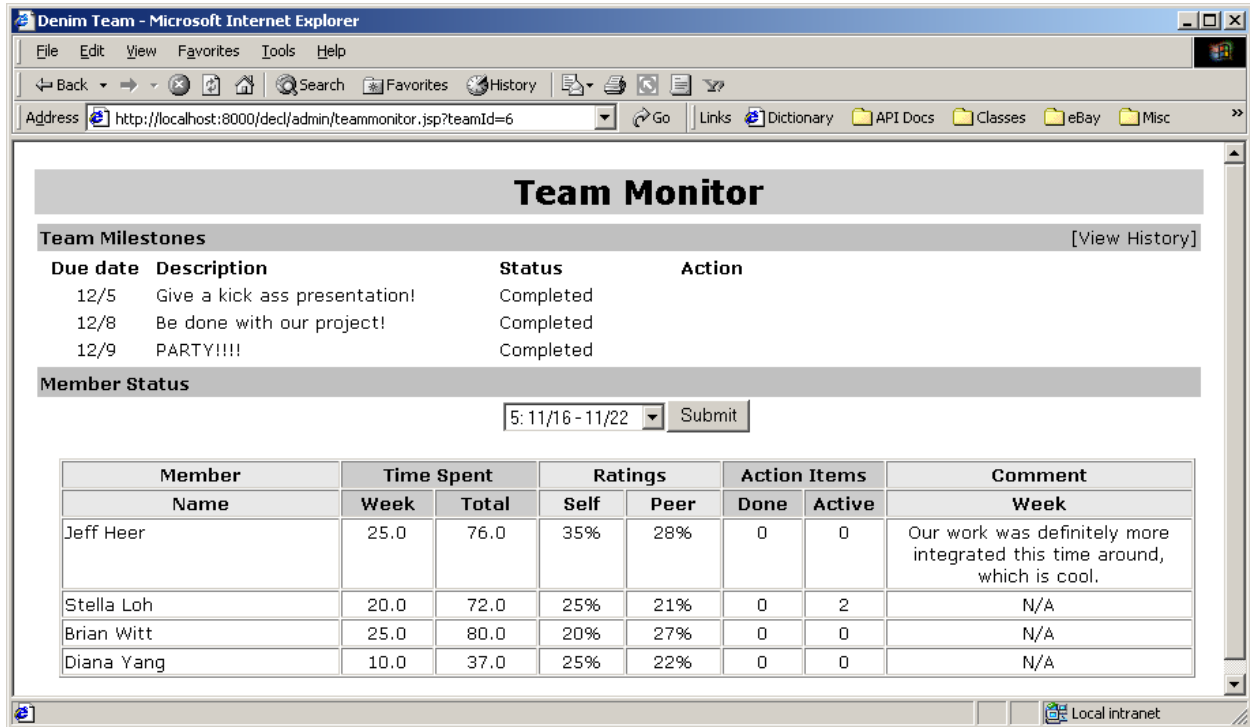 Denim Team - Microsoft Internet Explorer
File Edit View Favorites Tools Help
Back Search Favorites History
Address http://localhost:8000/decl/admin/teammonitor.jsp?teamId=6 Go Links Dictionary API Docs Classes eBay Misc »
Team Monitor
Team Milestones [View History]
Due date Description Status Action
12/5 Give a kick ass presentation! Completed
12/8 Be done with our project! Completed
12/9 PARTY!!!! Completed
Member Status
5: 11/16 - 11/22 Submit
Member Time Spent Ratings Action Items Comment
Name Week Total Self Peer Done Active Week
Jeff Heer 25.0 76.0 35% 28% 0 0 Our work was definitely more
integrated this time around,
which is cool.
Stella Loh 20.0 72.0 25% 21% 0 2 N/A
Brian Witt 25.0 80.0 20% 27% 0 0 N/A
Diana Yang 10.0 37.0 25% 22% 0 0 N/A
Local intranet